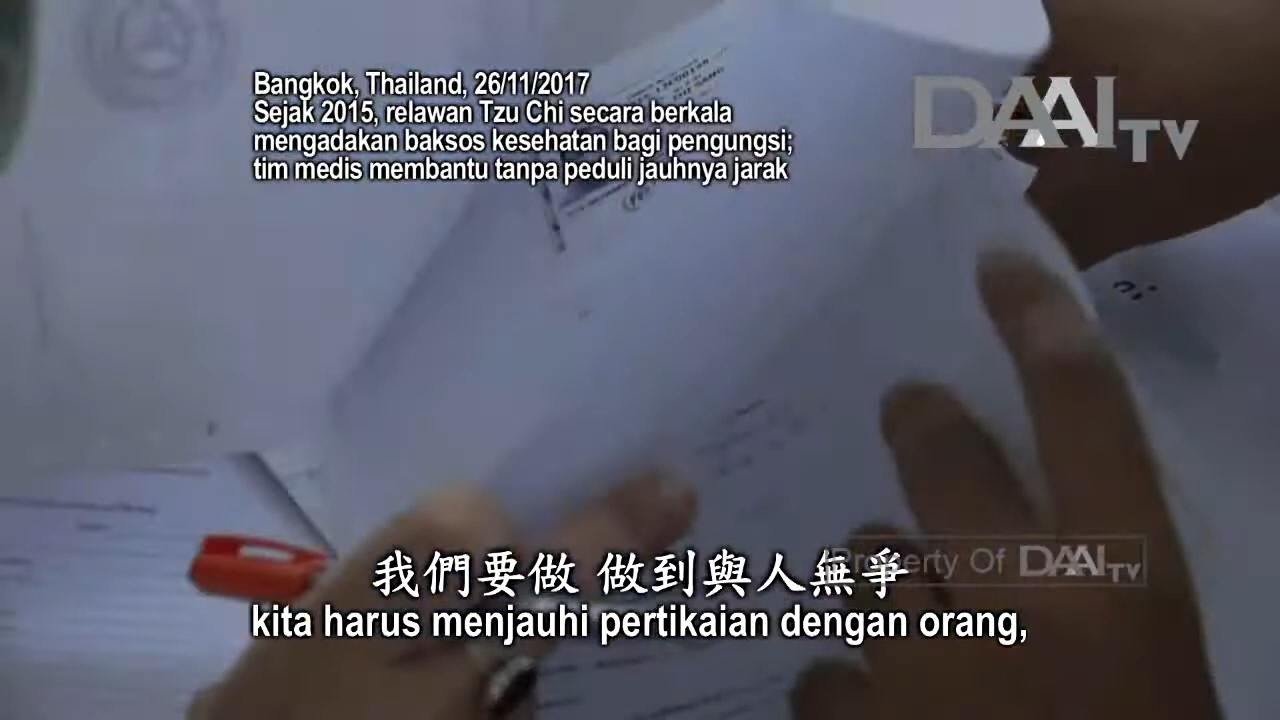 Bangkok, Thailand, 26/11/2017
Sejak 2015, relawan Tzu Chi secara berkala
mengadakan baksos kesehatan bagi pengungsi;
tim medis membantu tanpa peduli jauhnya jarak
DAAI TV
Property Of DAAI TV
我們要做 做到與人無爭
kita harus menjauhi pertikaian dengan orang,